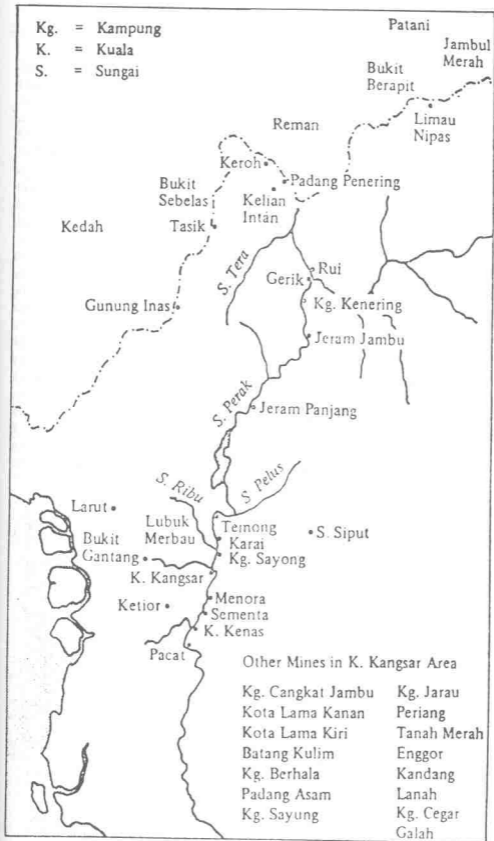 Kg. = Kampung
K. = Kuala
S. = Sungai
Patani
Jambul
Merah
Bukit
Berapit
Limau
Nipas
Reman
Keroh
Padang Penering
Bukit
Sebelas
Kelian
Intan
Kedah
Tasik
S. Tera
Rui
Gerik
Kg. Kenering
Gunung Inas
Jeram Jambu
S. Perak
Jeram Panjang
S. Ribu
S. Pelus
Larut
Lubuk
Merbau
Temong
Karai
S. Siput
Bukit
Gantang
Kg. Sayong
K. Kangsar
Ketior
Menora
Sementa
K. Kenas
Pacat
Other Mines in K. Kangsar Area
Kg. Cangkat Jambu Kg. Jarau
Kota Lama Kanan Periang
Kota Lama Kiri Tanah Merah
Batang Kulim Enggor
Kg. Berhala Kandang
Padang Asam Lanah
Kg. Sayung Kg. Cegar
Galah